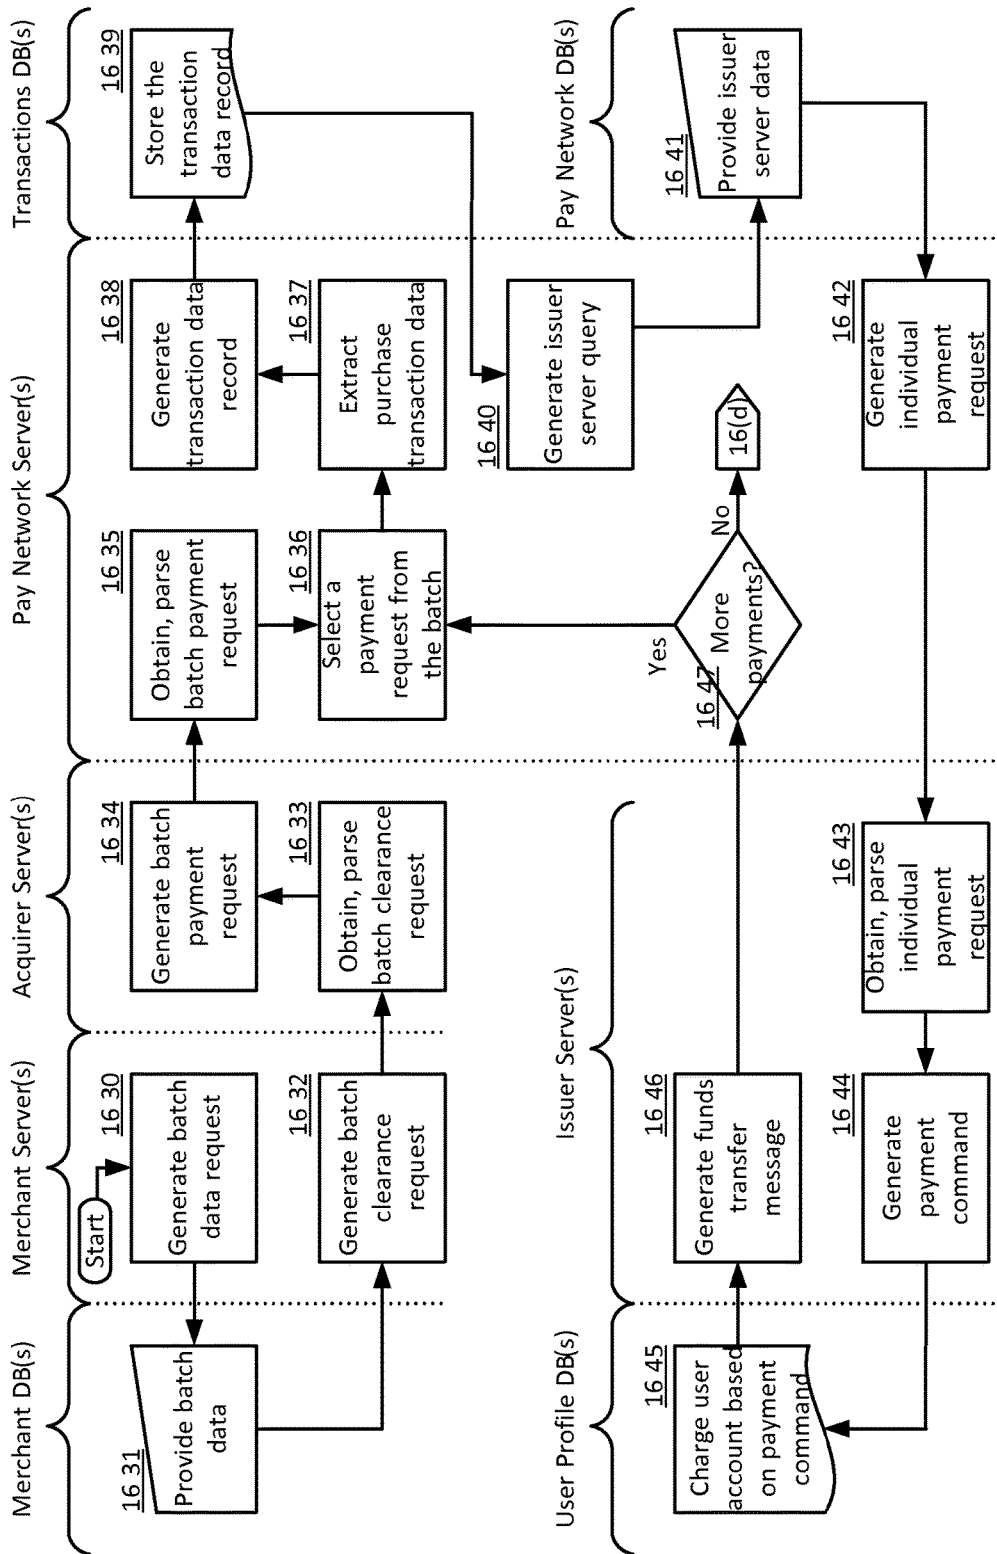 Merchant DB(s)
Merchant Server(s)
Acquirer Server(s)
Pay Network Server(s)
Transactions DB(s)
Start
16 30
Generate batch
data request
16 31
Provide batch
data
16 32
Generate batch
clearance
request
16 33
Obtain, parse
batch clearance
request
16 34
Generate batch
payment
request
16 35
Obtain, parse
batch payment
request
16 36
Select a
payment
request from
the batch
16 37
Extract
purchase
transaction data
16 38
Generate
transaction data
record
16 39
Store the
transaction
data record
16 40
Generate issuer
server query
User Profile DB(s)
Issuer Server(s)
Pay Network DB(s)
16 41
Provide issuer
server data
16 42
Generate
individual
payment
request
16 43
Obtain, parse
individual
payment
request
16 44
Generate
payment
command
16 45
Charge user
account based
on payment
command
16 46
Generate funds
transfer
message
16 47
More
payments?
Yes
No
16(d)